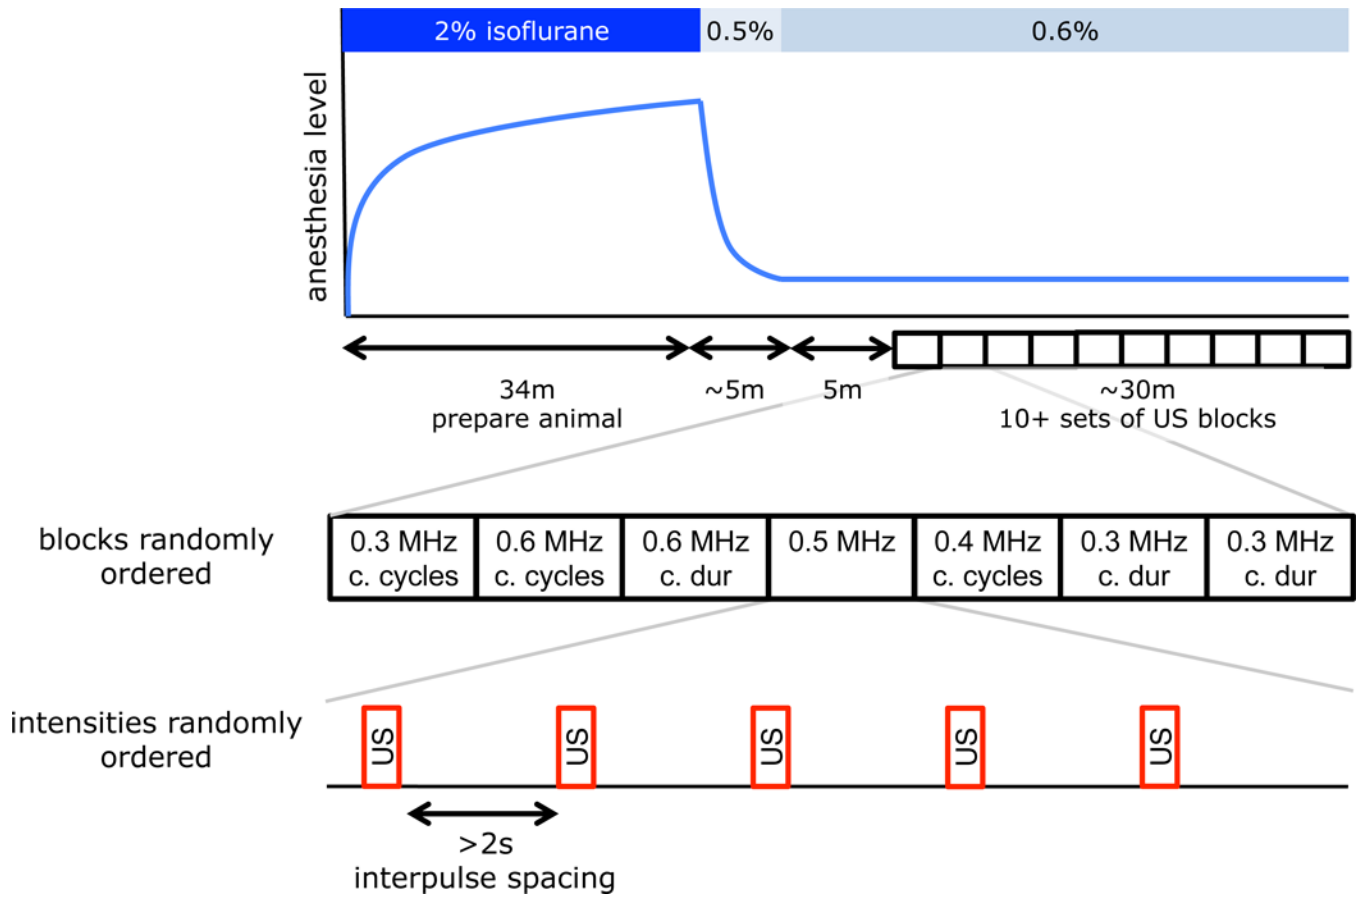 2% isoflurane
0.5%
0.6%
anesthesia level
34m
prepare animal
~5m
5m
~30m
10+ sets of US blocks
blocks randomly
ordered
0.3 MHz
c. cycles
0.6 MHz
c. cycles
0.6 MHz
c. dur
0.5 MHz
0.4 MHz
c. cycles
0.3 MHz
c. dur
0.3 MHz
c. dur
intensities randomly
ordered
US
US
US
US
US
>2s
interpulse spacing